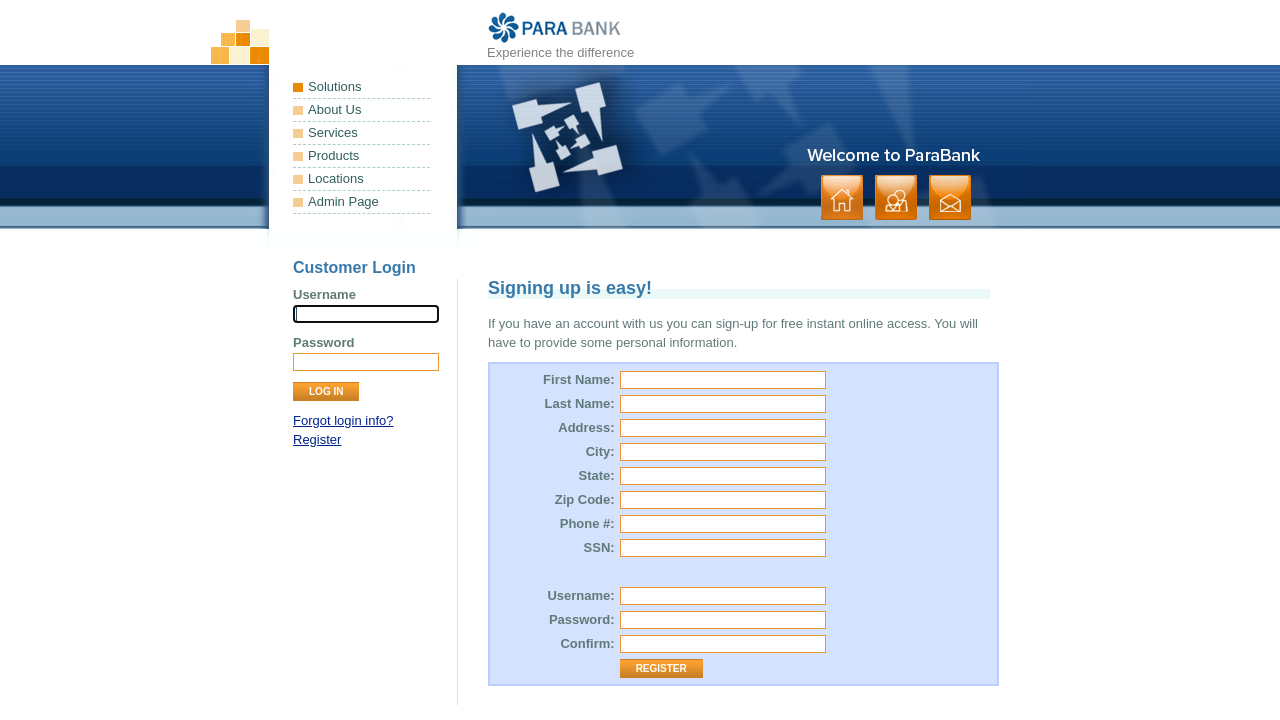 PARA BANK
Experience the difference
Solutions
About Us
Services
Products
Locations
Admin Page
Welcome to ParaBank
Customer Login
Username
Password
LOG IN
Forgot login info?
Register
Signing up is easy!
If you have an account with us you can sign-up for free instant online access. You will
have to provide some personal information.
First Name:
Last Name:
Address:
City:
State:
Zip Code:
Phone #:
SSN:
Username:
Password:
Confirm:
REGISTER